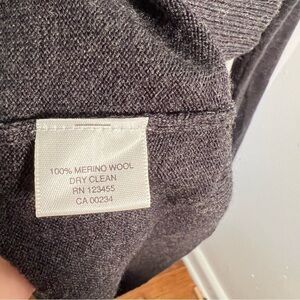 100% MERINO WOOL
DRY CLEAN
RN 123455
CA 00234